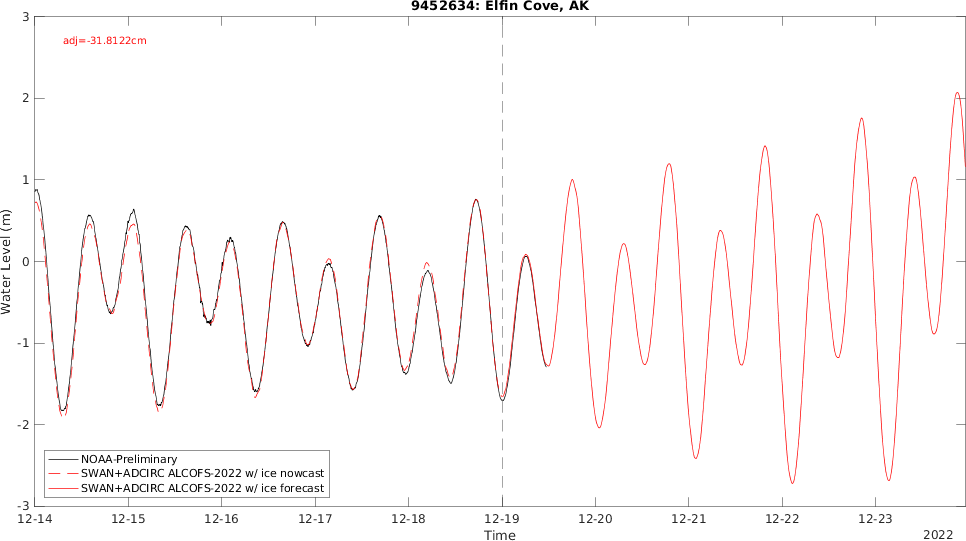 9452634: Elfin Cove, AK
adj=-31.8122cm
3
2
1
0
-1
-2
-3
Water Level (m)
NOAA-Preliminary
SWAN+ADCIRC ALCOFS-2022 w/ ice nowcast
SWAN+ADCIRC ALCOFS-2022 w/ ice forecast
12-14 12-15 12-16 12-17 12-18 12-19 12-20 12-21 12-22 12-23
Time
2022